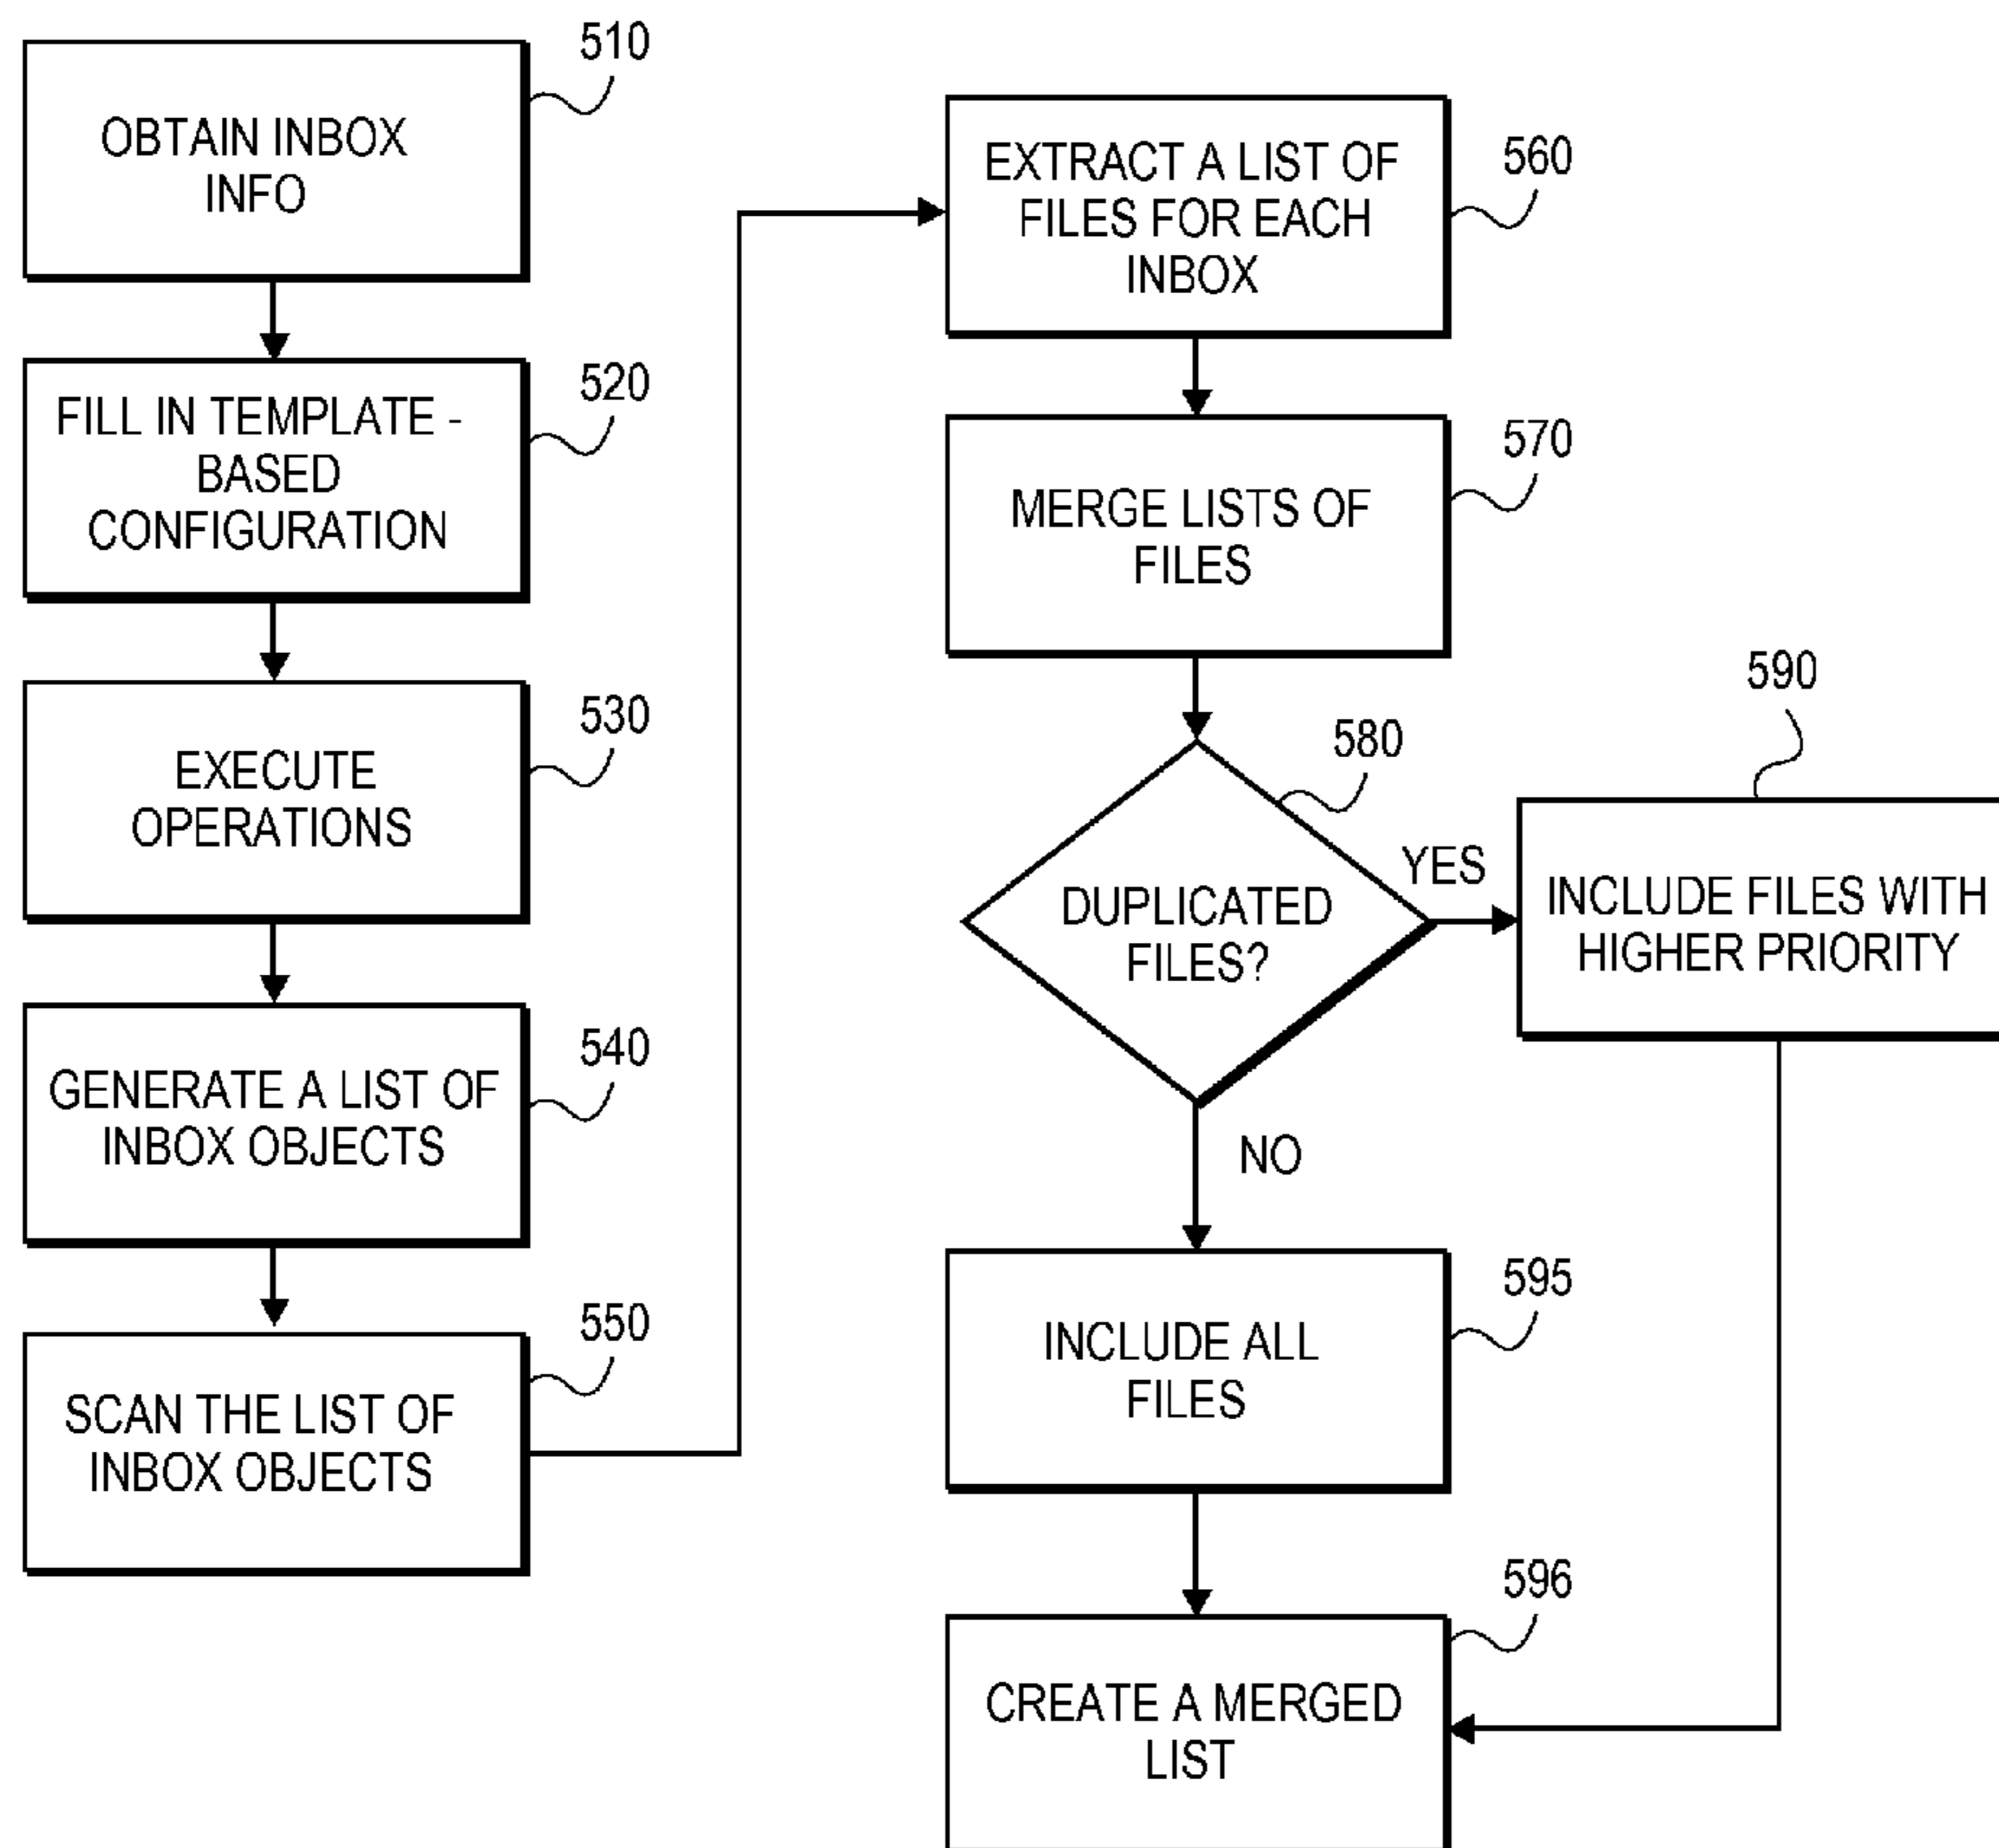 510
OBTAIN INBOX
INFO
520
FILL IN TEMPLATE -
BASED
CONFIGURATION
530
EXECUTE
OPERATIONS
540
GENERATE A LIST OF
INBOX OBJECTS
550
SCAN THE LIST OF
INBOX OBJECTS
560
EXTRACT A LIST OF
FILES FOR EACH
INBOX
570
MERGE LISTS OF
FILES
580
DUPLICATED
FILES?
YES
590
INCLUDE FILES WITH
HIGHER PRIORITY
NO
595
INCLUDE ALL
FILES
596
CREATE A MERGED
LIST